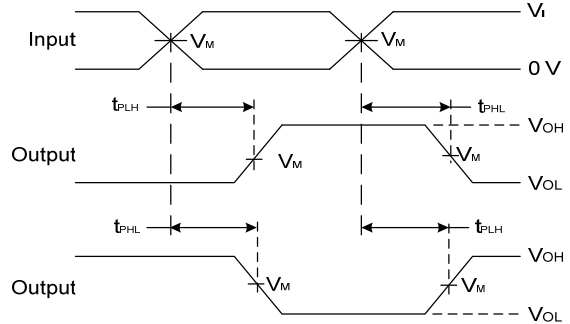 VI
Input VM VM
0 V
tPLH tPHL
VOH
Output VM VM
VOL
tPHL tPLH
VOH
Output VM VM
VOL